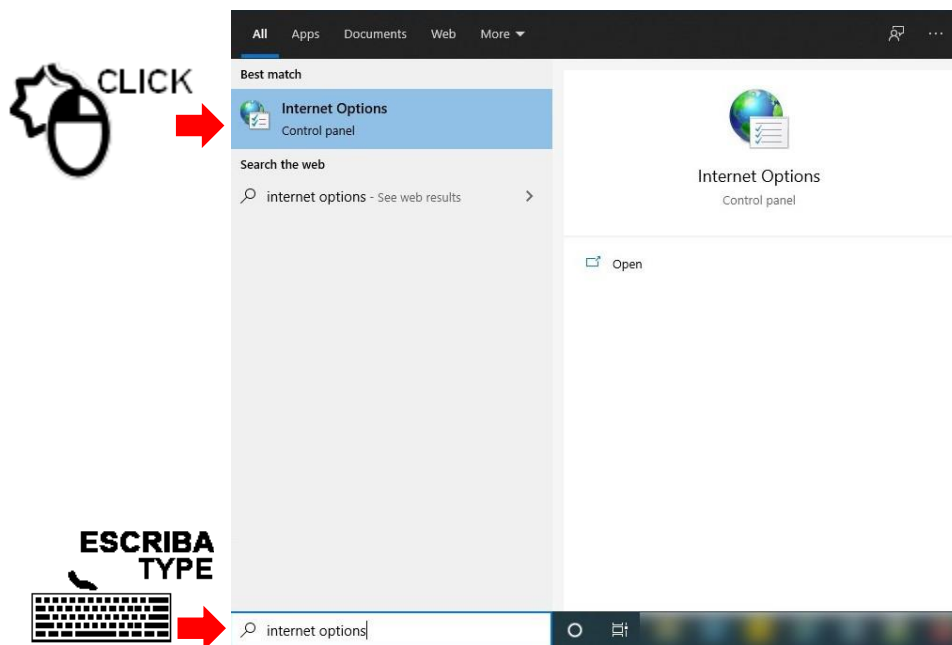 All Apps Documents Web More
CLICK
Best match
Internet Options
Control panel
Search the web
internet options - See web results
Internet Options
Control panel
Open
ESCRIBA
TYPE
internet options